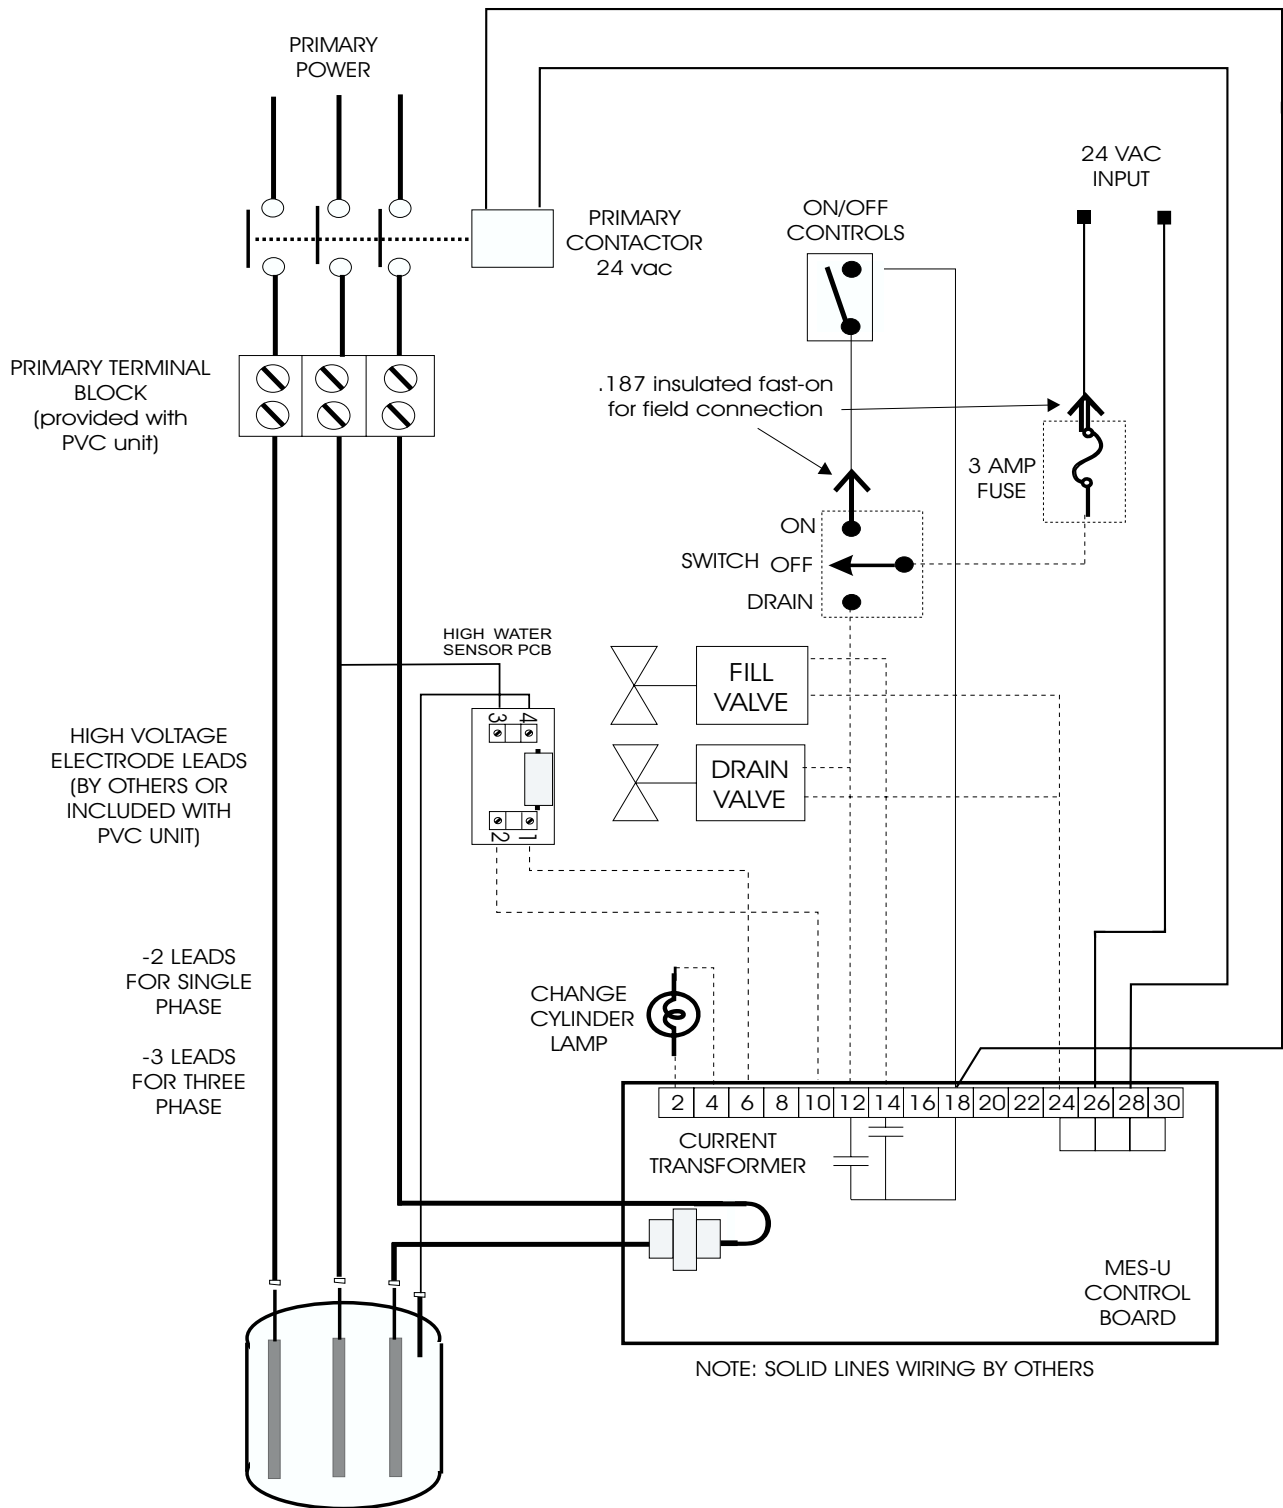 PRIMARY
POWER
24 VAC
INPUT
ON/OFF
CONTROLS
PRIMARY
CONTACTOR
24 vac
PRIMARY TERMINAL
BLOCK
(provided with
PVC unit)
.187 insulated fast-on
for field connection
3 AMP
FUSE
ON
SWITCH OFF
DRAIN
HIGH WATER
SENSOR PCB
3 4
2 1
FILL
VALVE
DRAIN
VALVE
HIGH VOLTAGE
ELECTRODE LEADS
(BY OTHERS OR
INCLUDED WITH
PVC UNIT)
-2 LEADS
FOR SINGLE
PHASE
-3 LEADS
FOR THREE
PHASE
CHANGE
CYLINDER
LAMP
2 4 6 8 10 12 14 16 18 20 22 24 26 28 30
CURRENT
TRANSFORMER
MES-U
CONTROL
BOARD
NOTE: SOLID LINES WIRING BY OTHERS